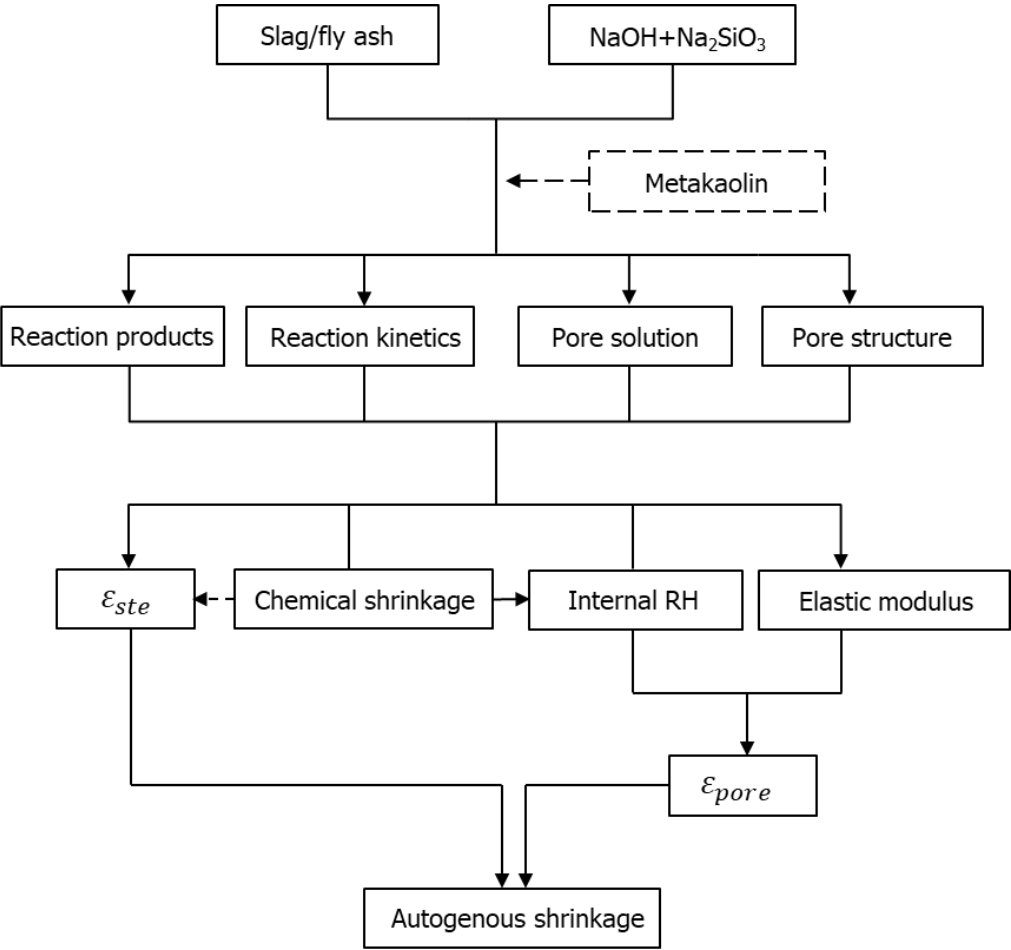 Slag/fly ash
NaOH+Na₂SiO₃
Metakaolin
Reaction products
Reaction kinetics
Pore solution
Pore structure
εₛₜₑ
Chemical shrinkage
Internal RH
Elastic modulus
ε_pore
Autogenous shrinkage